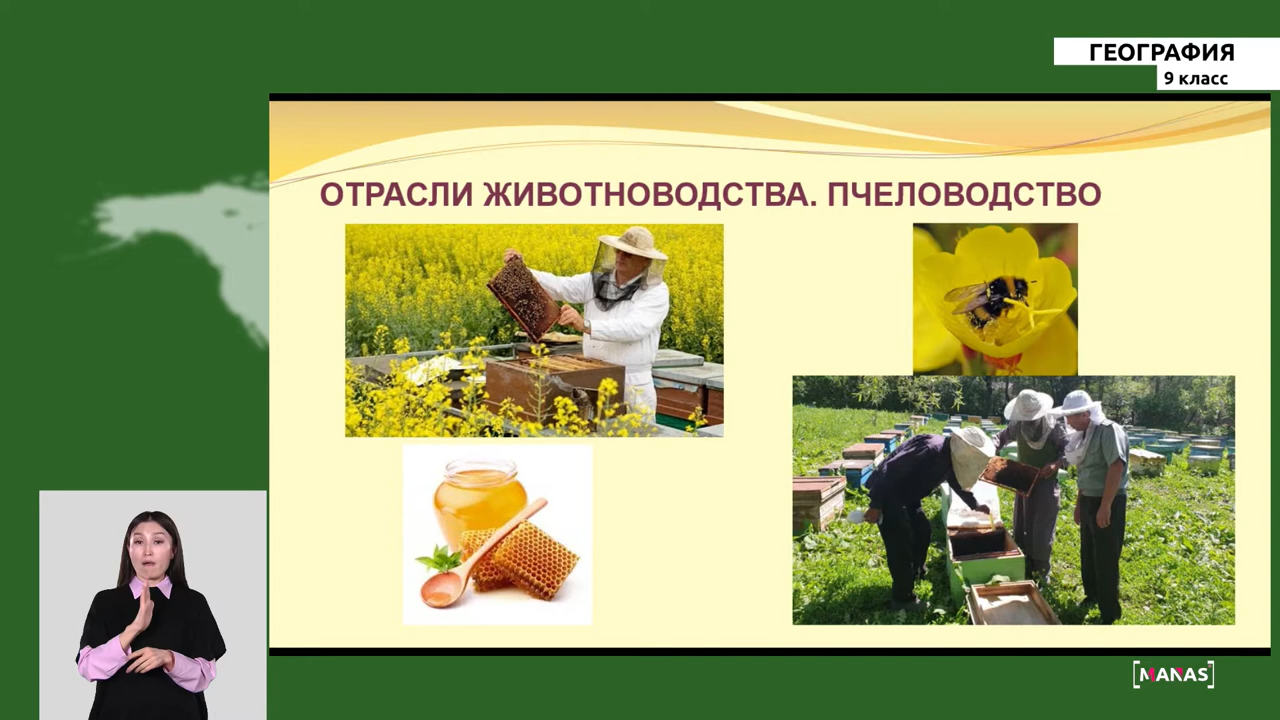 ГЕОГРАФИЯ
9 класс
ОТРАСЛИ ЖИВОТНОВОДСТВА. ПЧЕЛОВОДСТВО
[MANAS]